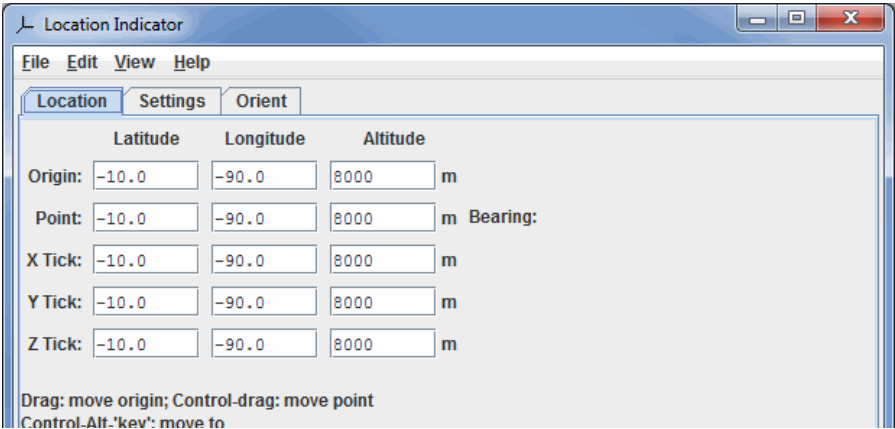 Location Indicator
File Edit View Help
Location Settings Orient
Latitude Longitude Altitude
Origin: -10.0 -90.0 8000 m
Point: -10.0 -90.0 8000 m Bearing:
X Tick: -10.0 -90.0 8000 m
Y Tick: -10.0 -90.0 8000 m
Z Tick: -10.0 -90.0 8000 m
Drag: move origin; Control-drag: move point
Control-Alt-'key': move to